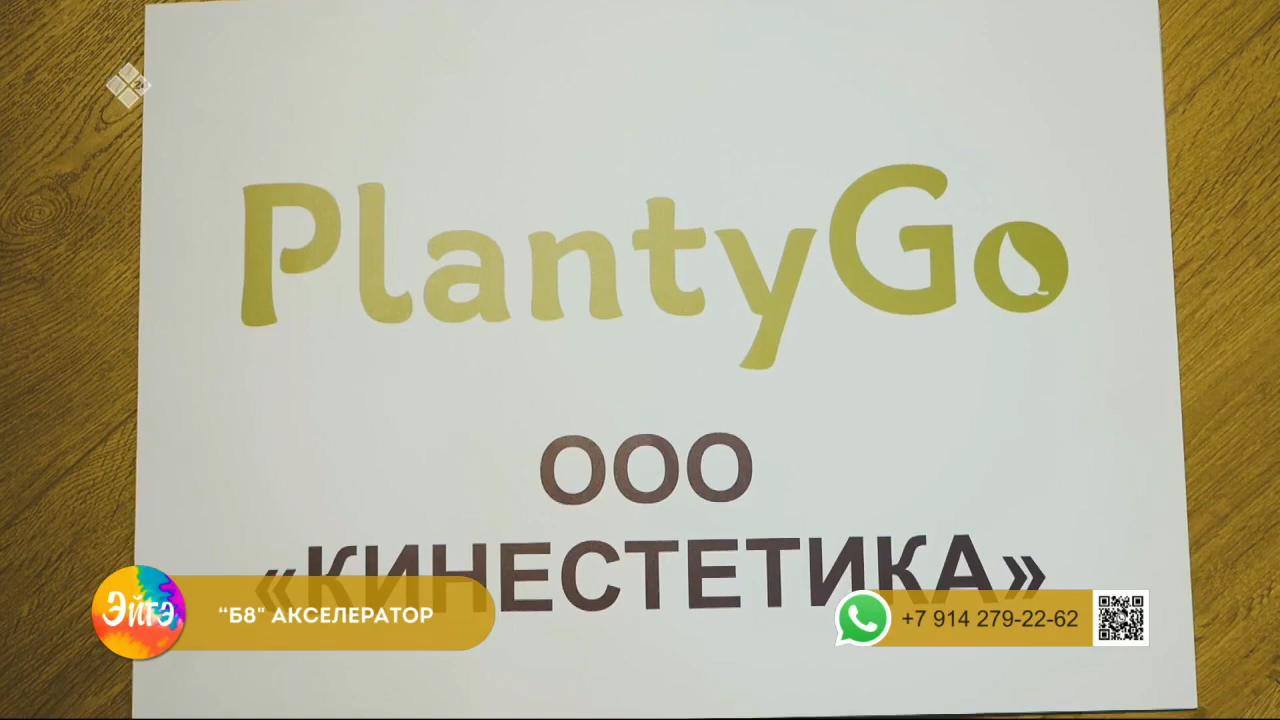 PlantyGo
ООО
«КИНЕСТЕТИКА»
Эйгэ
“Б8" АКСЕЛЕРАТОР
+7 914 279-22-62